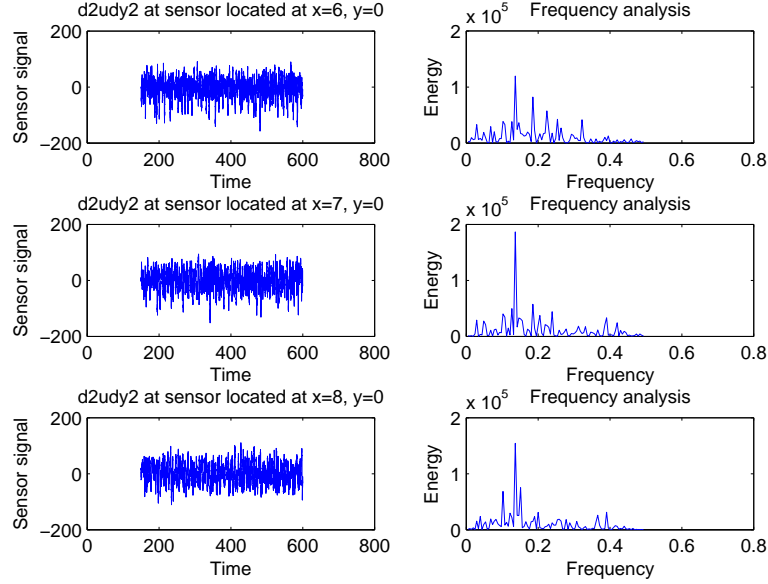 d2udy2 at sensor located at x=6, y=0
Sensor signal
200
0
−200
0 200 400 600 800
Time
Frequency analysis
x 10^5
Energy
2
1
0
0 0.2 0.4 0.6 0.8
Frequency
d2udy2 at sensor located at x=7, y=0
Sensor signal
200
0
−200
0 200 400 600 800
Time
Frequency analysis
x 10^5
Energy
2
1
0
0 0.2 0.4 0.6 0.8
Frequency
d2udy2 at sensor located at x=8, y=0
Sensor signal
200
0
−200
0 200 400 600 800
Time
Frequency analysis
x 10^5
Energy
2
1
0
0 0.2 0.4 0.6 0.8
Frequency